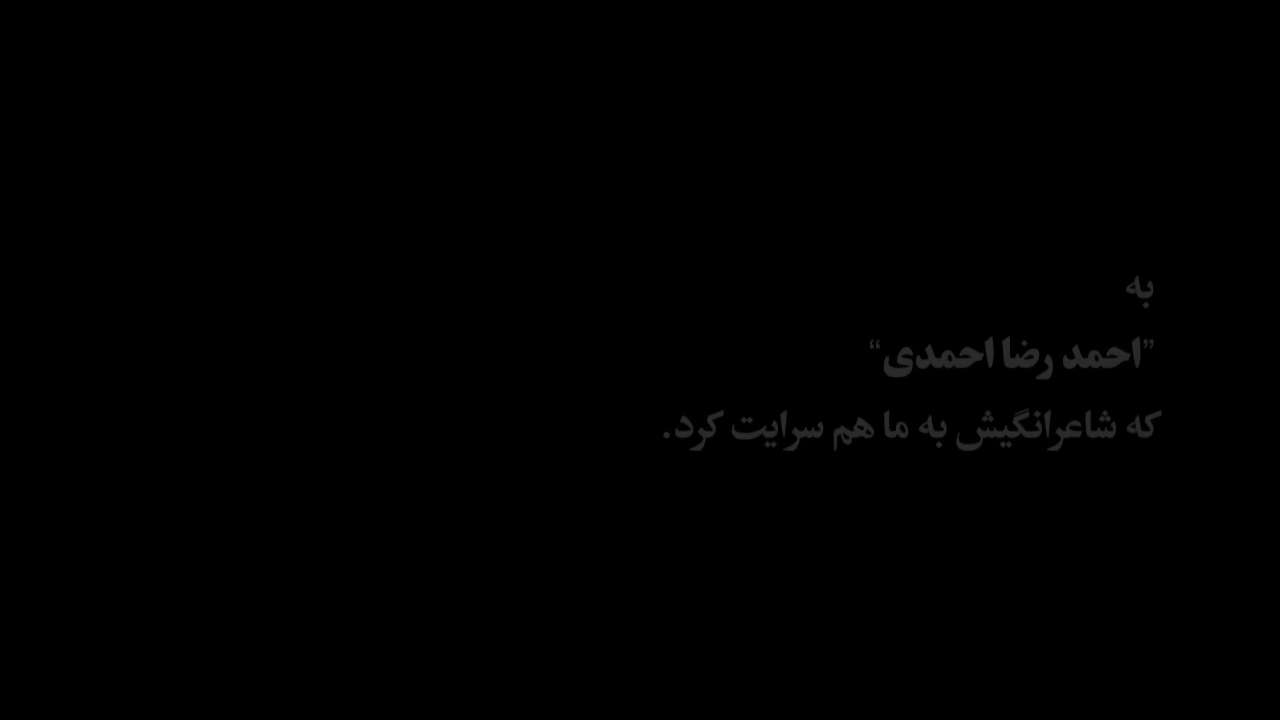 به
”احمد رضا احمدی“
که شاعرانگیش به ما هم سرایت کرد.